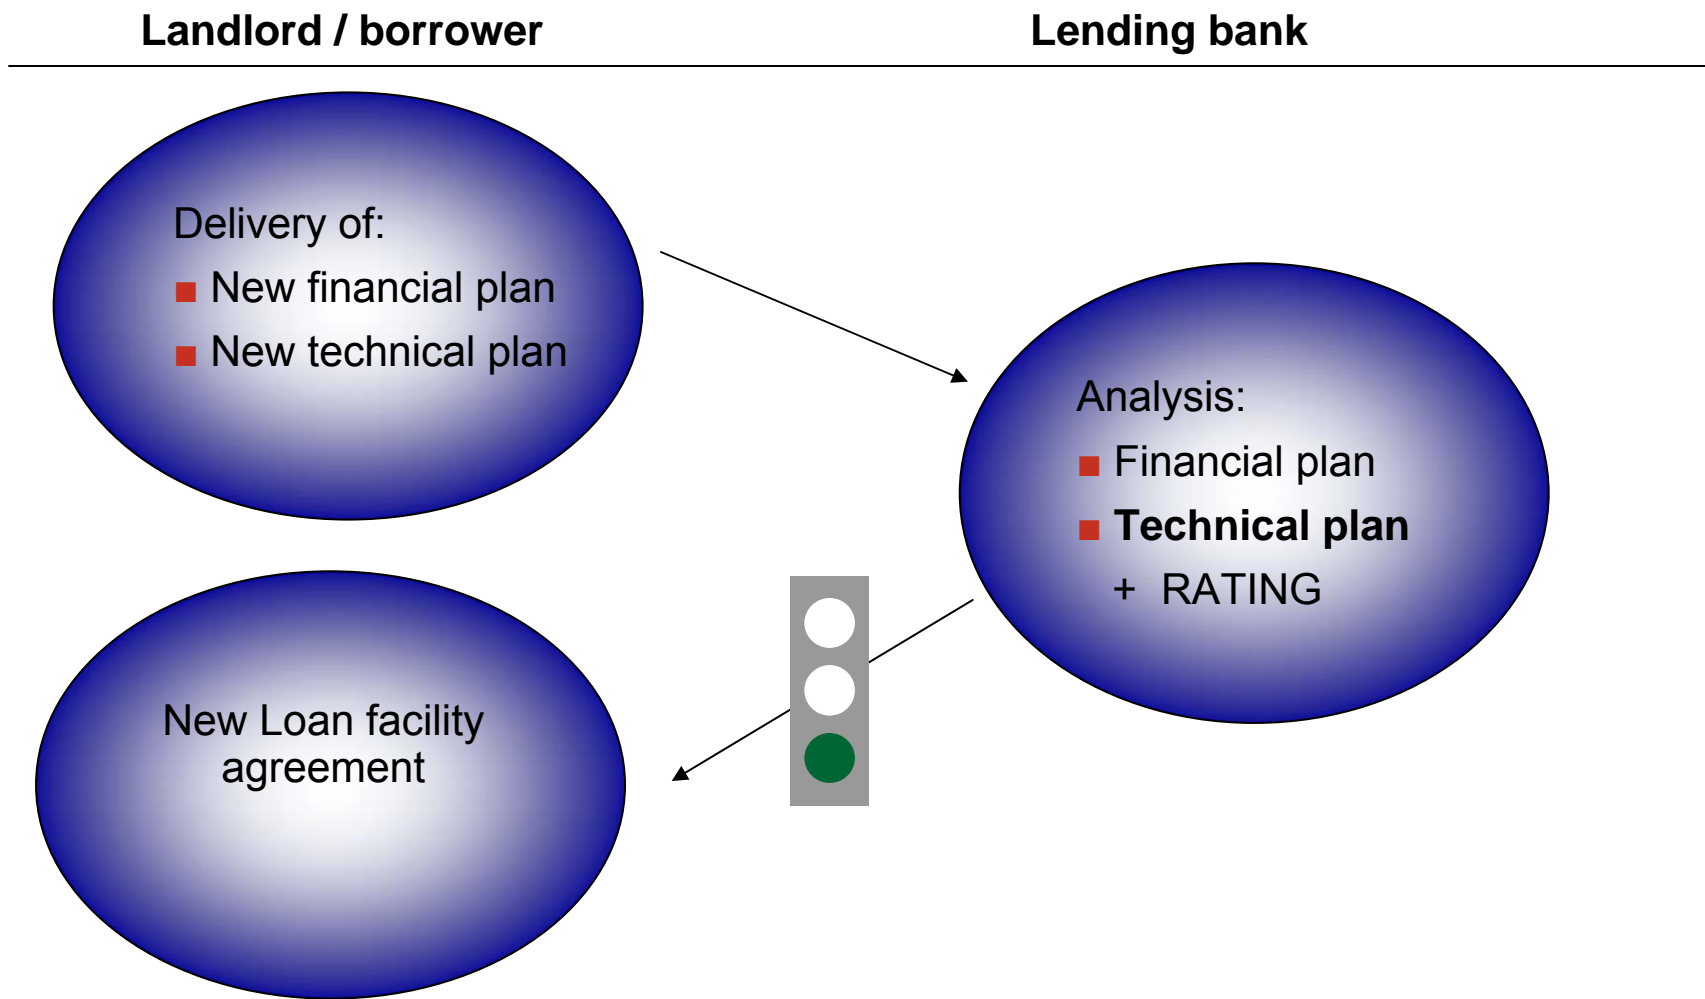 Landlord / borrower
Lending bank
Delivery of:
■ New financial plan
■ New technical plan
Analysis:
■ Financial plan
■ Technical plan
+ RATING
New Loan facility
agreement